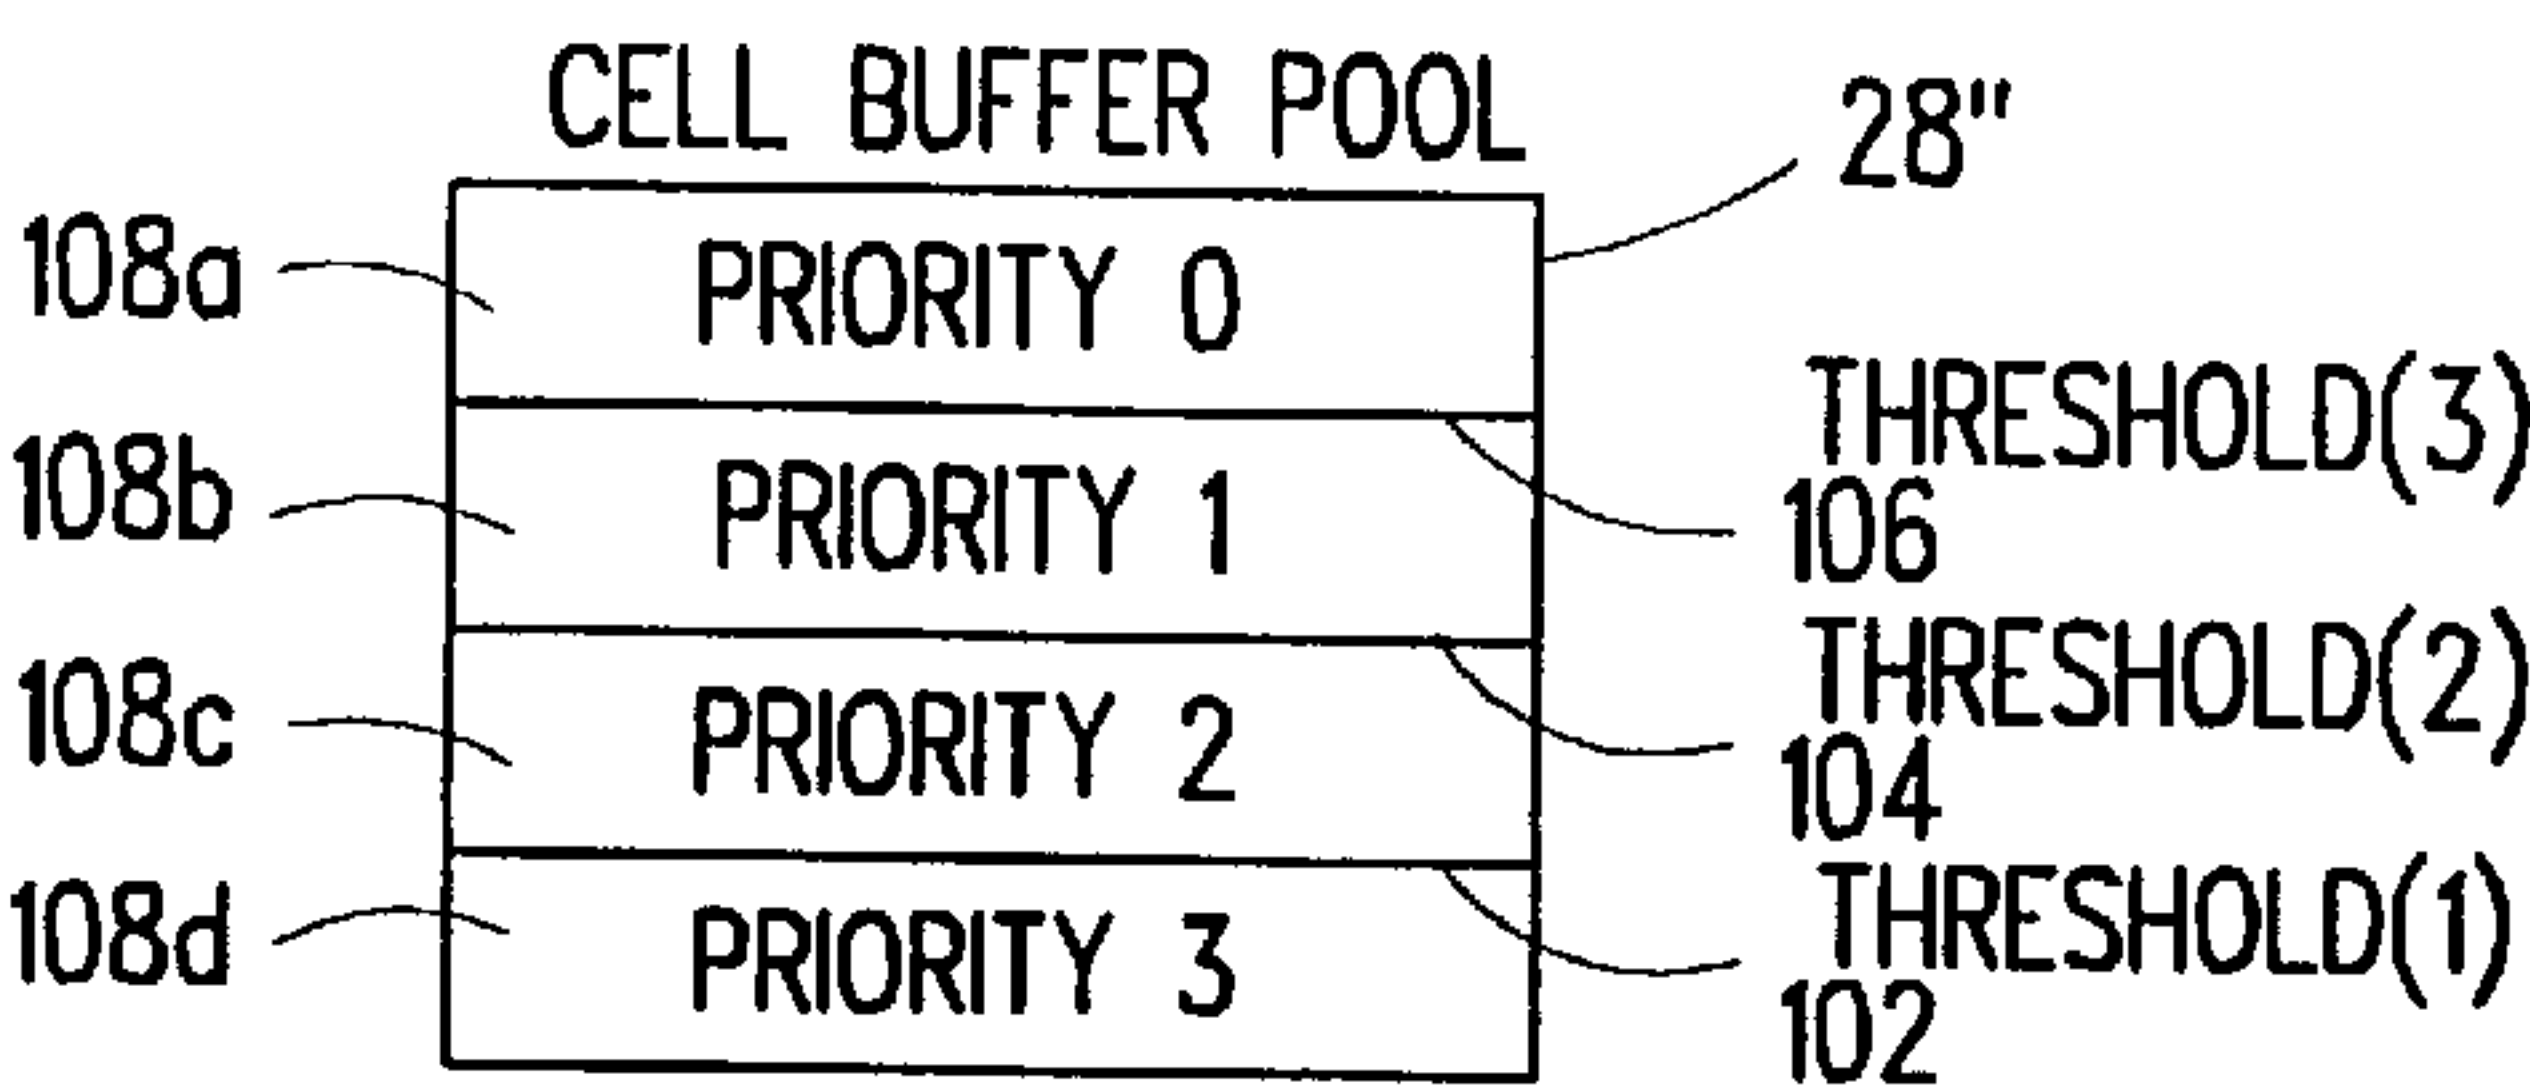 CELL BUFFER POOL
28"
108a
PRIORITY 0
THRESHOLD(3)
106
108b
PRIORITY 1
THRESHOLD(2)
104
108c
PRIORITY 2
THRESHOLD(1)
102
108d
PRIORITY 3